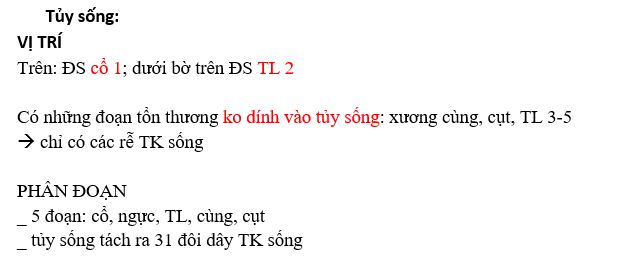 Tủy sống:
VỊ TRÍ
Trên: ĐS cổ 1; dưới bờ trên ĐS TL 2
Có những đoạn tổn thương ko dính vào tủy sống: xương cùng, cụt, TL 3-5
→ chỉ có các rễ TK sống
PHÂN ĐOẠN
_ 5 đoạn: cổ, ngực, TL, cùng, cụt
_ tủy sống tách ra 31 đôi dây TK sống